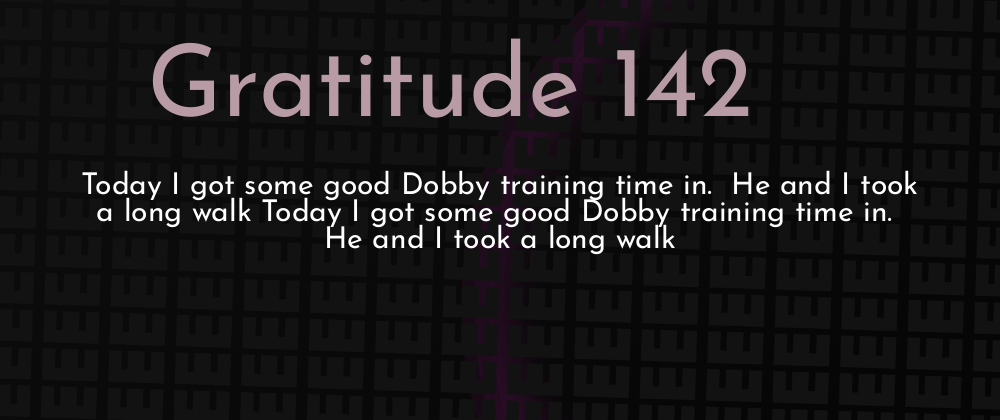 Gratitude 142
Today I got some good Dobby training time in.  He and I took
a long walk Today I got some good Dobby training time in.
He and I took a long walk